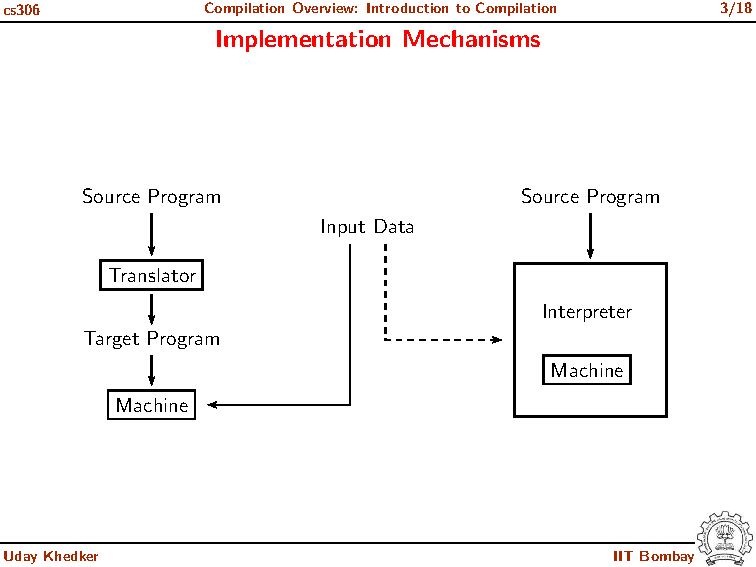 cs306
Compilation Overview: Introduction to Compilation
3/18
Implementation Mechanisms
Source Program
Source Program
Input Data
Translator
Interpreter
Target Program
Machine
Machine
Uday Khedker
IIT Bombay